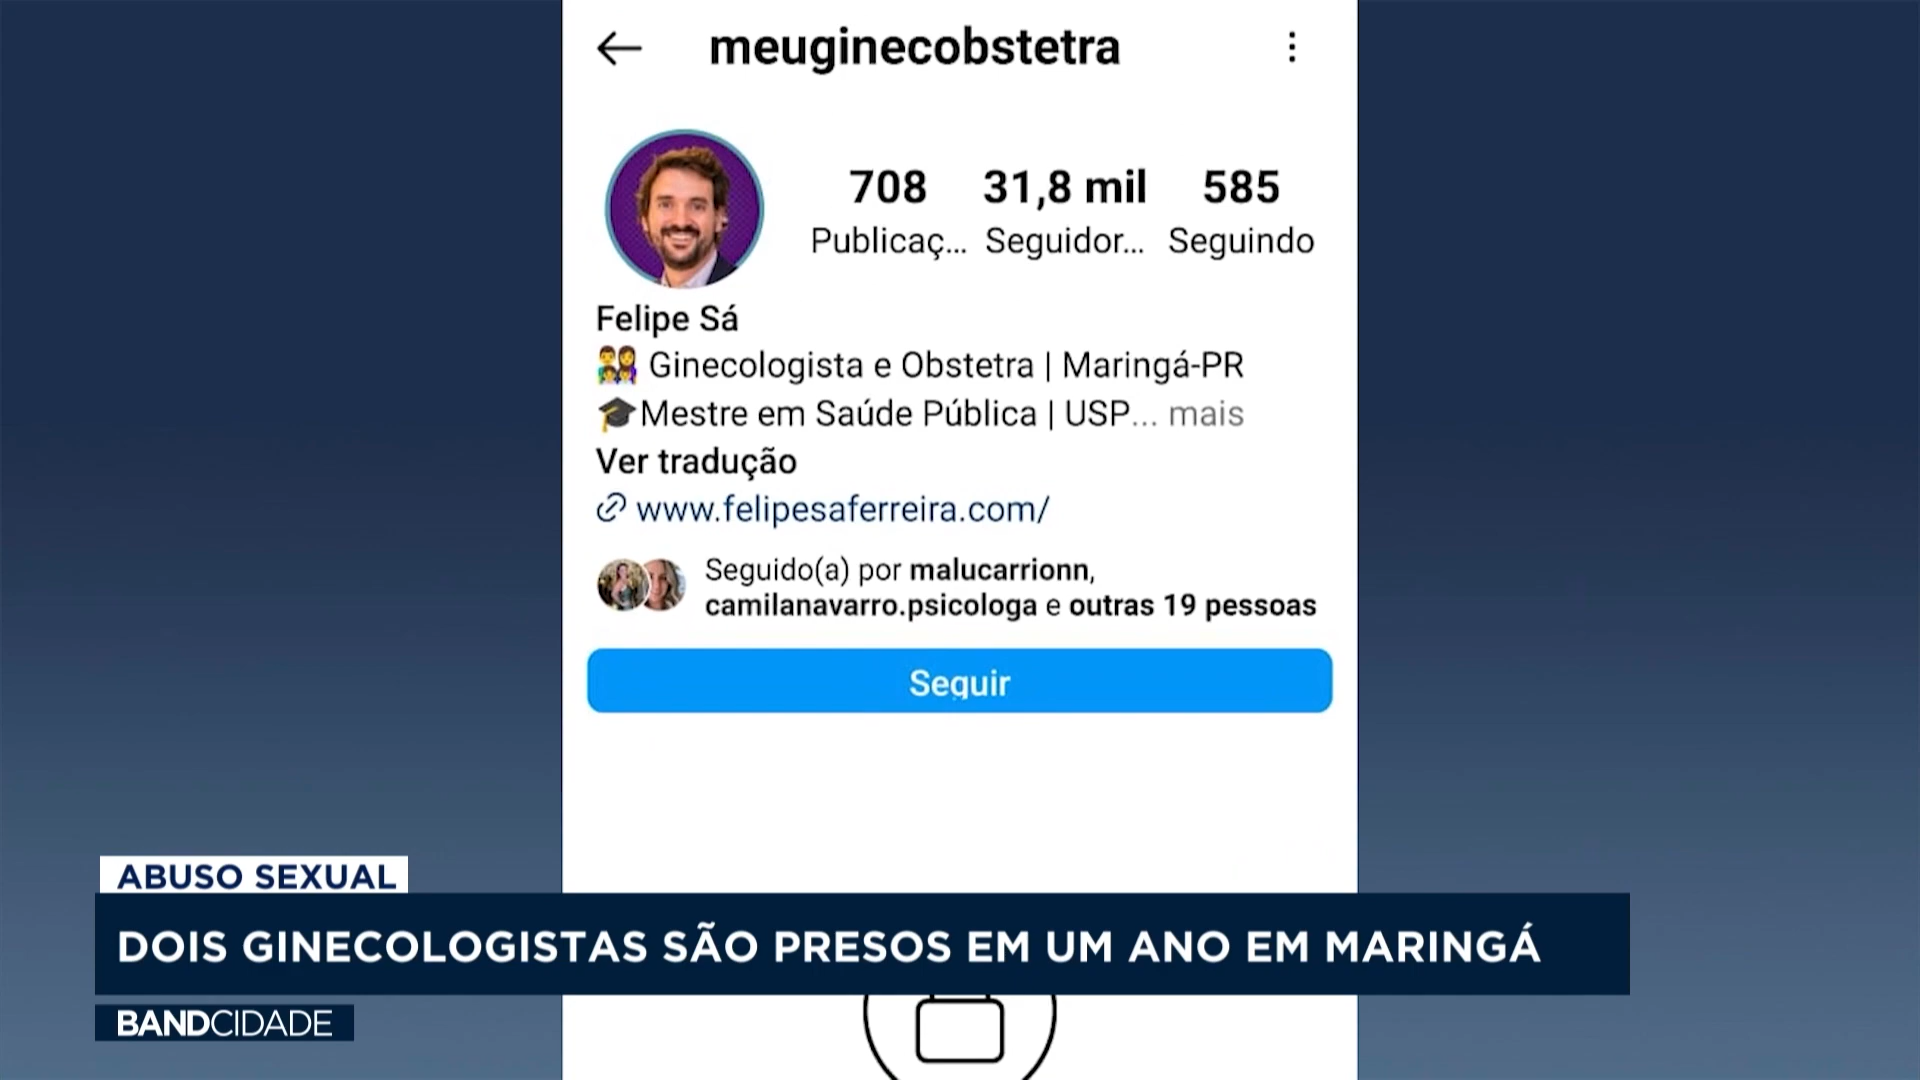 meuginecobstetra
708 31,8 mil 585
Publicaç... Seguidor... Seguindo
Felipe Sá
Ginecologista e Obstetra | Maringá-PR
Mestre em Saúde Pública | USP... mais
Ver tradução
www.felipesaferreira.com/
Seguido(a) por malucarrionn,
camilanavarro.psicologa e outras 19 pessoas
Seguir
ABUSO SEXUAL
DOIS GINECOLOGISTAS SÃO PRESOS EM UM ANO EM MARINGÁ
BANDCIDADE